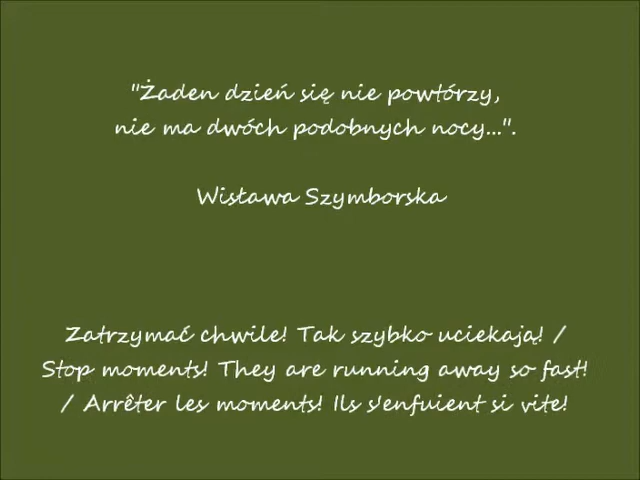 "Żaden dzień się nie powtórzy,
nie ma dwóch podobnych nocy...".
Wisława Szymborska
Zatrzymać chwile! Tak szybko uciekają! /
Stop moments! They are running away so fast!
/ Arrêter les moments! Ils s'enfuient si vite!